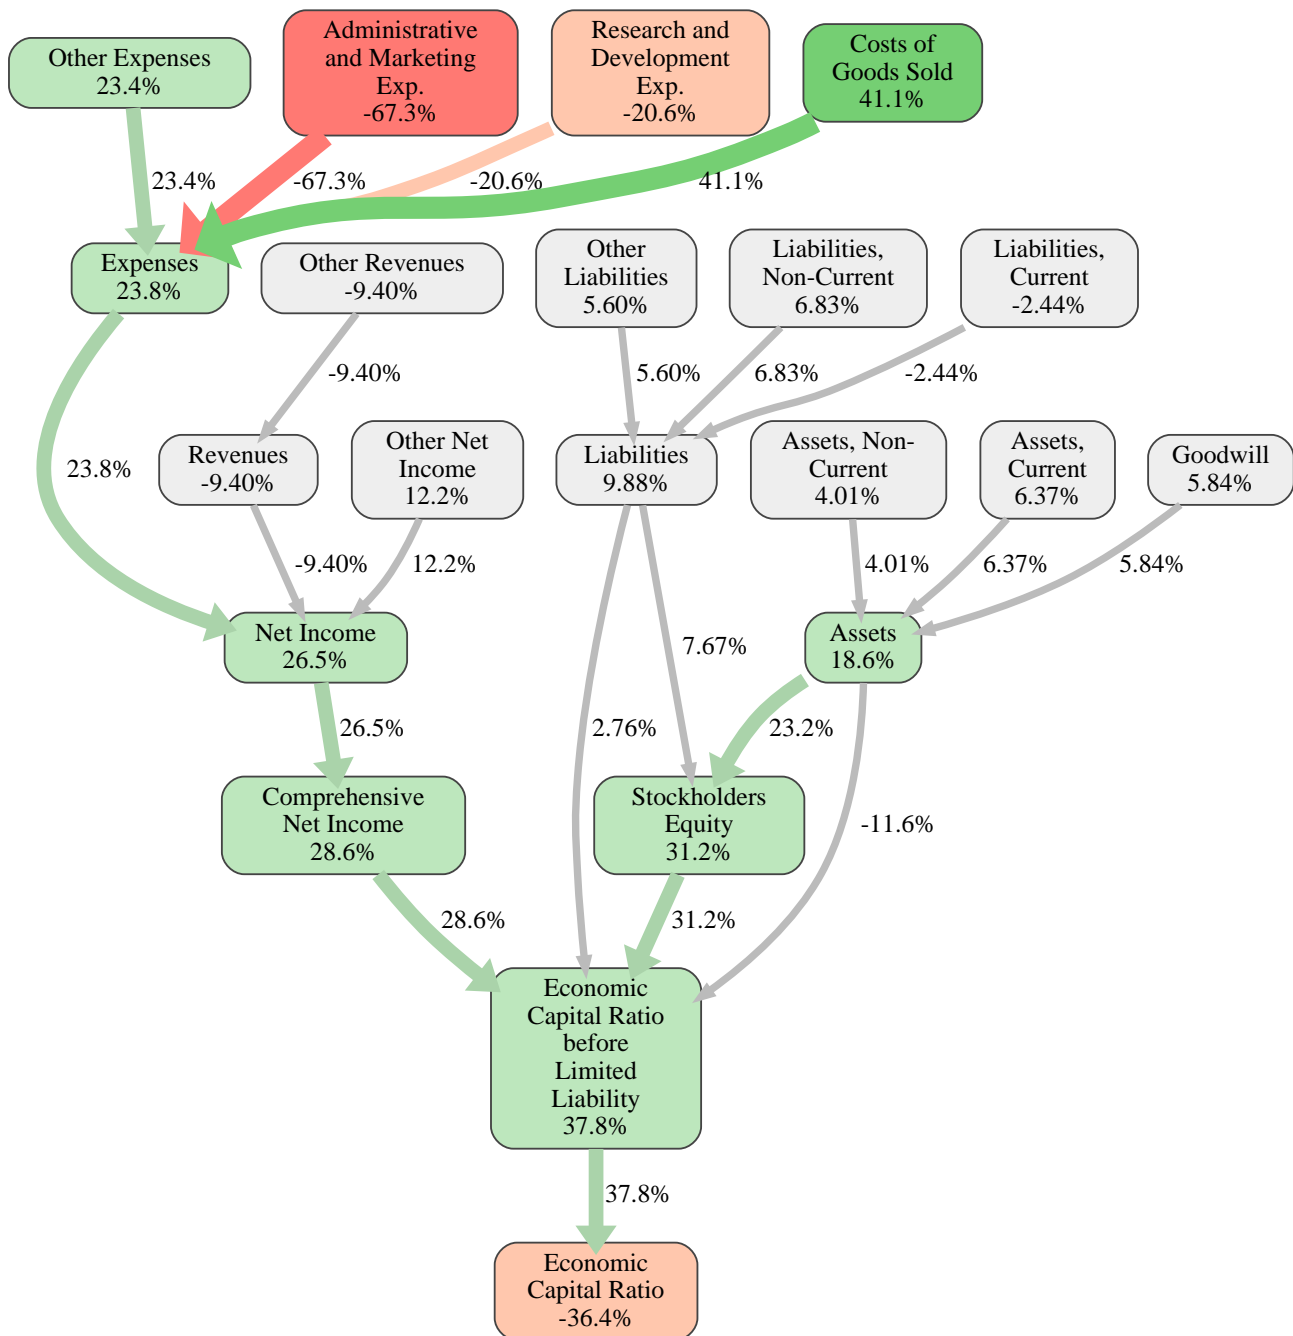 Other Expenses
23.4%
Administrative
and Marketing
Exp.
-67.3%
Research and
Development
Exp.
-20.6%
Costs of
Goods Sold
41.1%
23.4%
-67.3%
-20.6%
41.1%
Expenses
23.8%
Other Revenues
-9.40%
Other
Liabilities
5.60%
Liabilities,
Non-Current
6.83%
Liabilities,
Current
-2.44%
-9.40%
5.60%
6.83%
-2.44%
23.8%
Revenues
-9.40%
Other Net
Income
12.2%
Liabilities
9.88%
Assets, Non-
Current
4.01%
Assets,
Current
6.37%
Goodwill
5.84%
-9.40%
12.2%
4.01%
6.37%
5.84%
Net Income
26.5%
7.67%
Assets
18.6%
26.5%
2.76%
23.2%
Comprehensive
Net Income
28.6%
Stockholders
Equity
31.2%
-11.6%
28.6%
31.2%
Economic
Capital Ratio
before
Limited
Liability
37.8%
37.8%
Economic
Capital Ratio
-36.4%